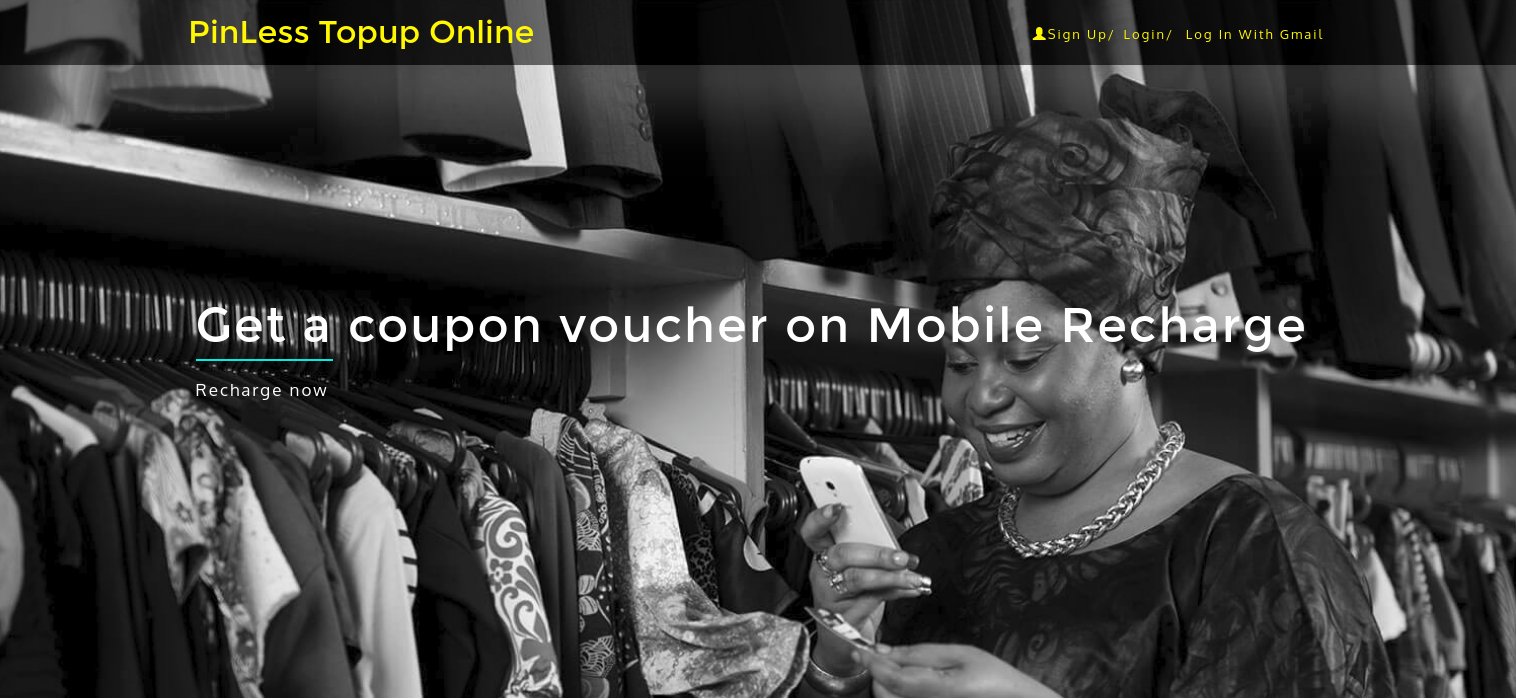 PinLess Topup Online
Sign Up/ Login/ Log In With Gmail
Get a coupon voucher on Mobile Recharge
Recharge now